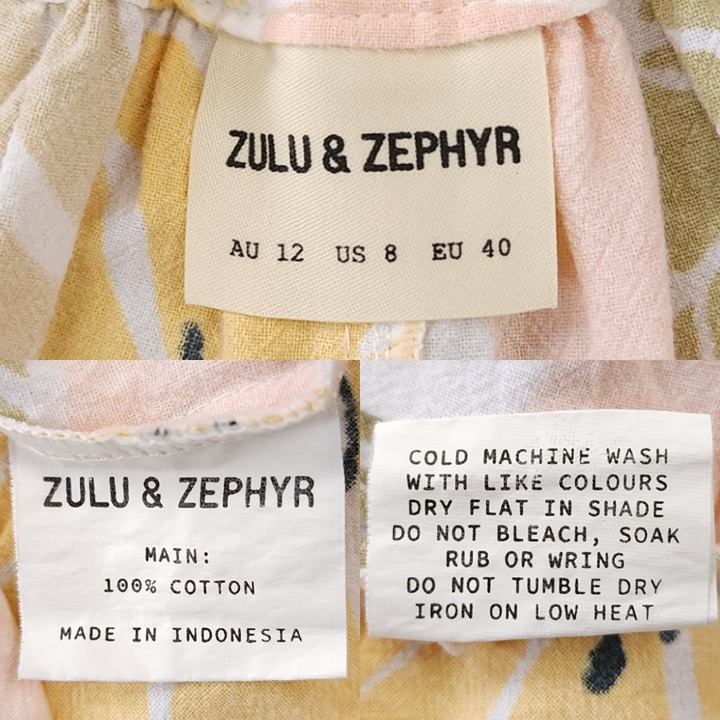 ZULU & ZEPHYR
AU 12 US 8 EU 40
ZULU & ZEPHYR
MAIN:
100% COTTON
MADE IN INDONESIA
COLD MACHINE WASH
WITH LIKE COLOURS
DRY FLAT IN SHADE
DO NOT BLEACH, SOAK
RUB OR WRING
DO NOT TUMBLE DRY
IRON ON LOW HEAT